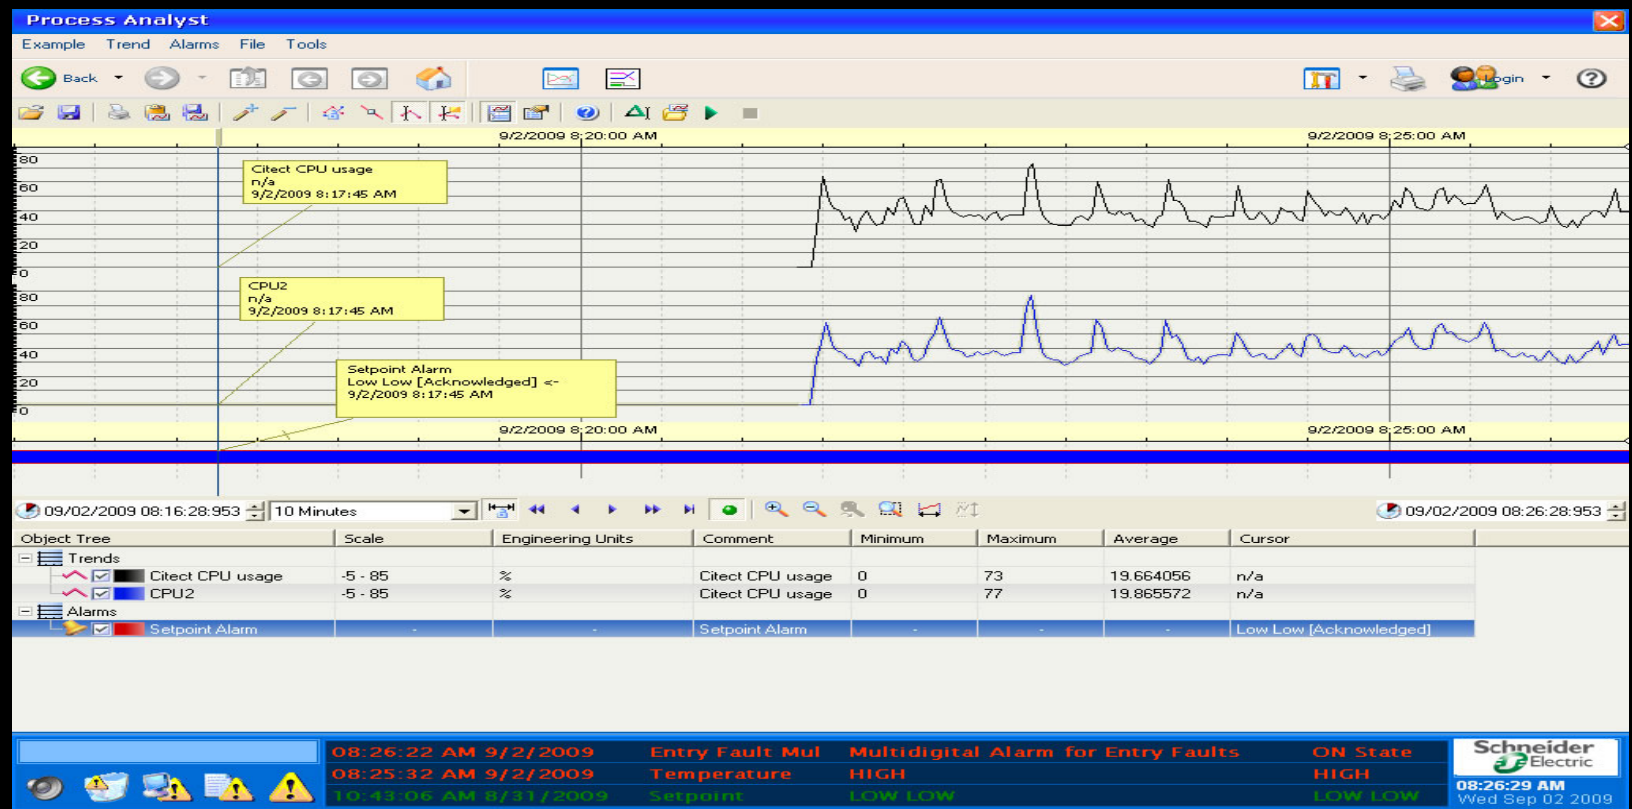 Process Analyst
Example Trend Alarms File Tools
Back Login
9/2/2009 8:20:00 AM 9/2/2009 8:25:00 AM
80
60
40
20
0
Citect CPU usage
n/a
9/2/2009 8:17:45 AM
80
60
40
20
0
CPU2
n/a
9/2/2009 8:17:45 AM
Setpoint Alarm
Low Low [Acknowledged] <-
9/2/2009 8:17:45 AM
9/2/2009 8:20:00 AM 9/2/2009 8:25:00 AM
09/02/2009 08:16:28:953 10 Minutes 09/02/2009 08:26:28:953
Object Tree Scale Engineering Units Comment Minimum Maximum Average Cursor
Trends
Citect CPU usage -5 - 85 % Citect CPU usage 0 73 19.664056 n/a
CPU2 -5 - 85 % Citect CPU usage 0 77 19.865572 n/a
Alarms
Setpoint Alarm - - Setpoint Alarm - - - Low Low [Acknowledged]
08:26:22 AM 9/2/2009 Entry Fault Mul Multidigital Alarm for Entry Faults ON State
08:25:32 AM 9/2/2009 Temperature HIGH HIGH
10:43:06 AM 8/31/2009 Setpoint LOW LOW LOW LOW
Schneider
Electric
08:26:29 AM
Wed Sep 02 2009